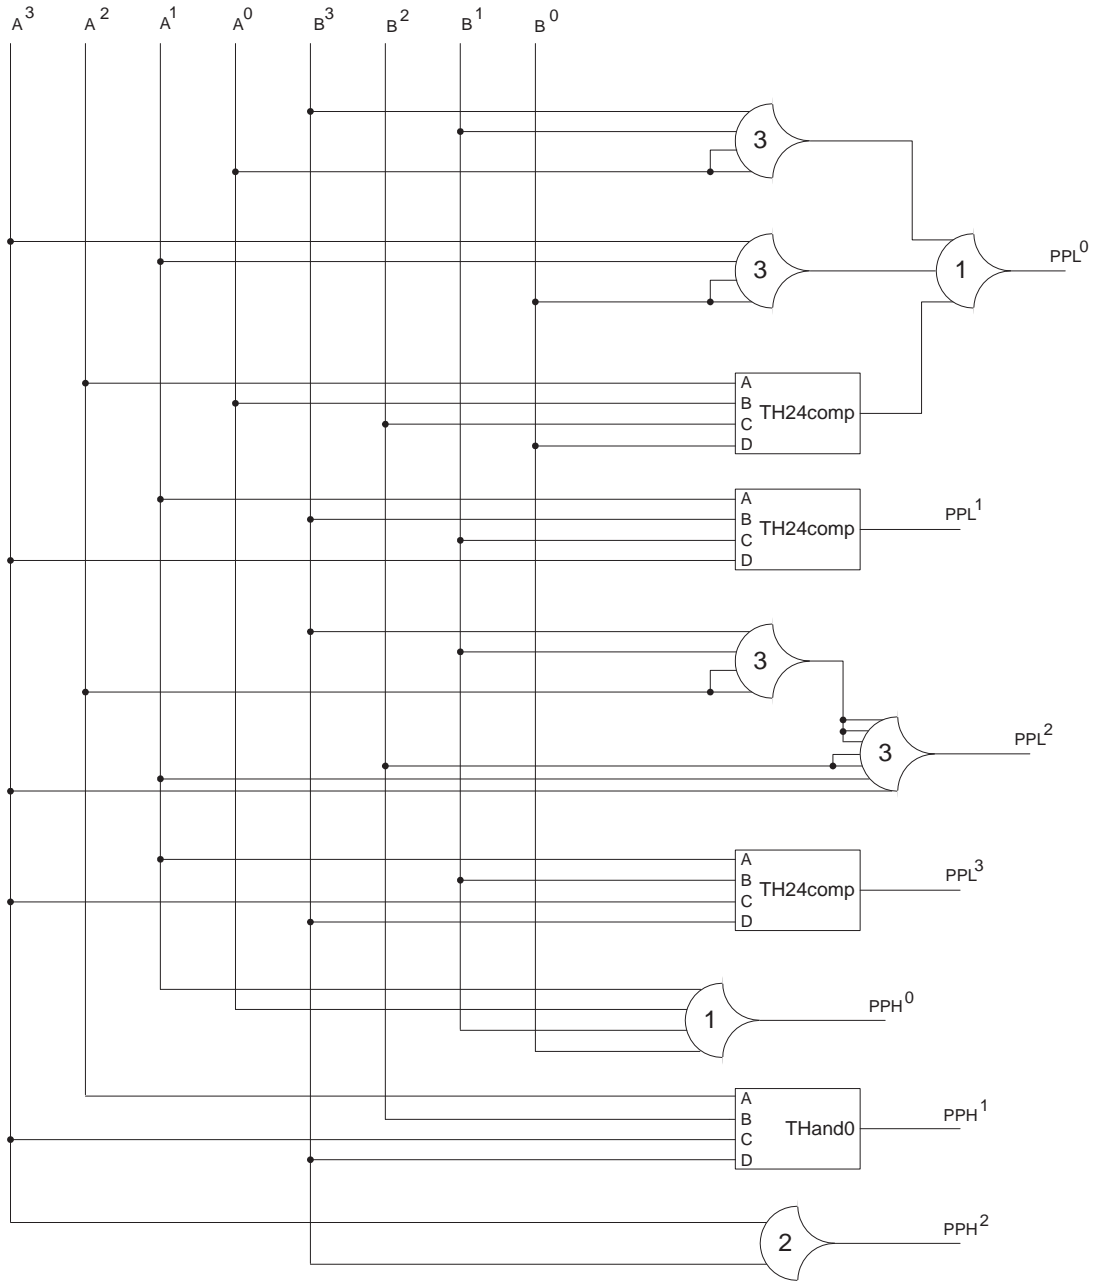 A³ A² A¹ A⁰ B³ B² B¹ B⁰
3
3
1
PPL⁰
A
B
C
D
TH24comp
A
B
C
D
TH24comp
PPL¹
3
3
PPL²
A
B
C
D
TH24comp
PPL³
1
PPH⁰
A
B
C
D
THand0
PPH¹
2
PPH²